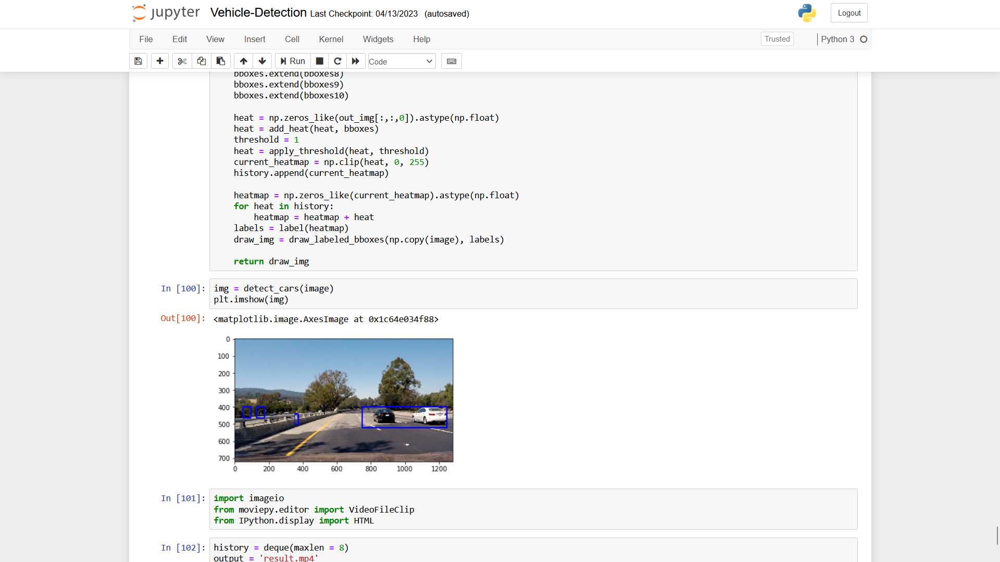 jupyter Vehicle-Detection Last Checkpoint: 04/13/2023 (autosaved) Logout
File Edit View Insert Cell Kernel Widgets Help Trusted Python 3
Run Code
bboxes.extend(bboxes8)
bboxes.extend(bboxes9)
bboxes.extend(bboxes10)
heat = np.zeros_like(out_img[:,:,0]).astype(np.float)
heat = add_heat(heat, bboxes)
threshold = 1
heat = apply_threshold(heat, threshold)
current_heatmap = np.clip(heat, 0, 255)
history.append(current_heatmap)
heatmap = np.zeros_like(current_heatmap).astype(np.float)
for heat in history:
heatmap = heatmap + heat
labels = label(heatmap)
draw_img = draw_labeled_bboxes(np.copy(image), labels)
return draw_img
In [100]: img = detect_cars(image)
plt.imshow(img)
Out[100]: <matplotlib.image.AxesImage at 0x1c64e034f88>
0
100
200
300
400
500
600
700
0 200 400 600 800 1000 1200
In [101]: import imageio
from moviepy.editor import VideoFileClip
from IPython.display import HTML
In [102]: history = deque(maxlen = 8)
output = 'result.mp4'